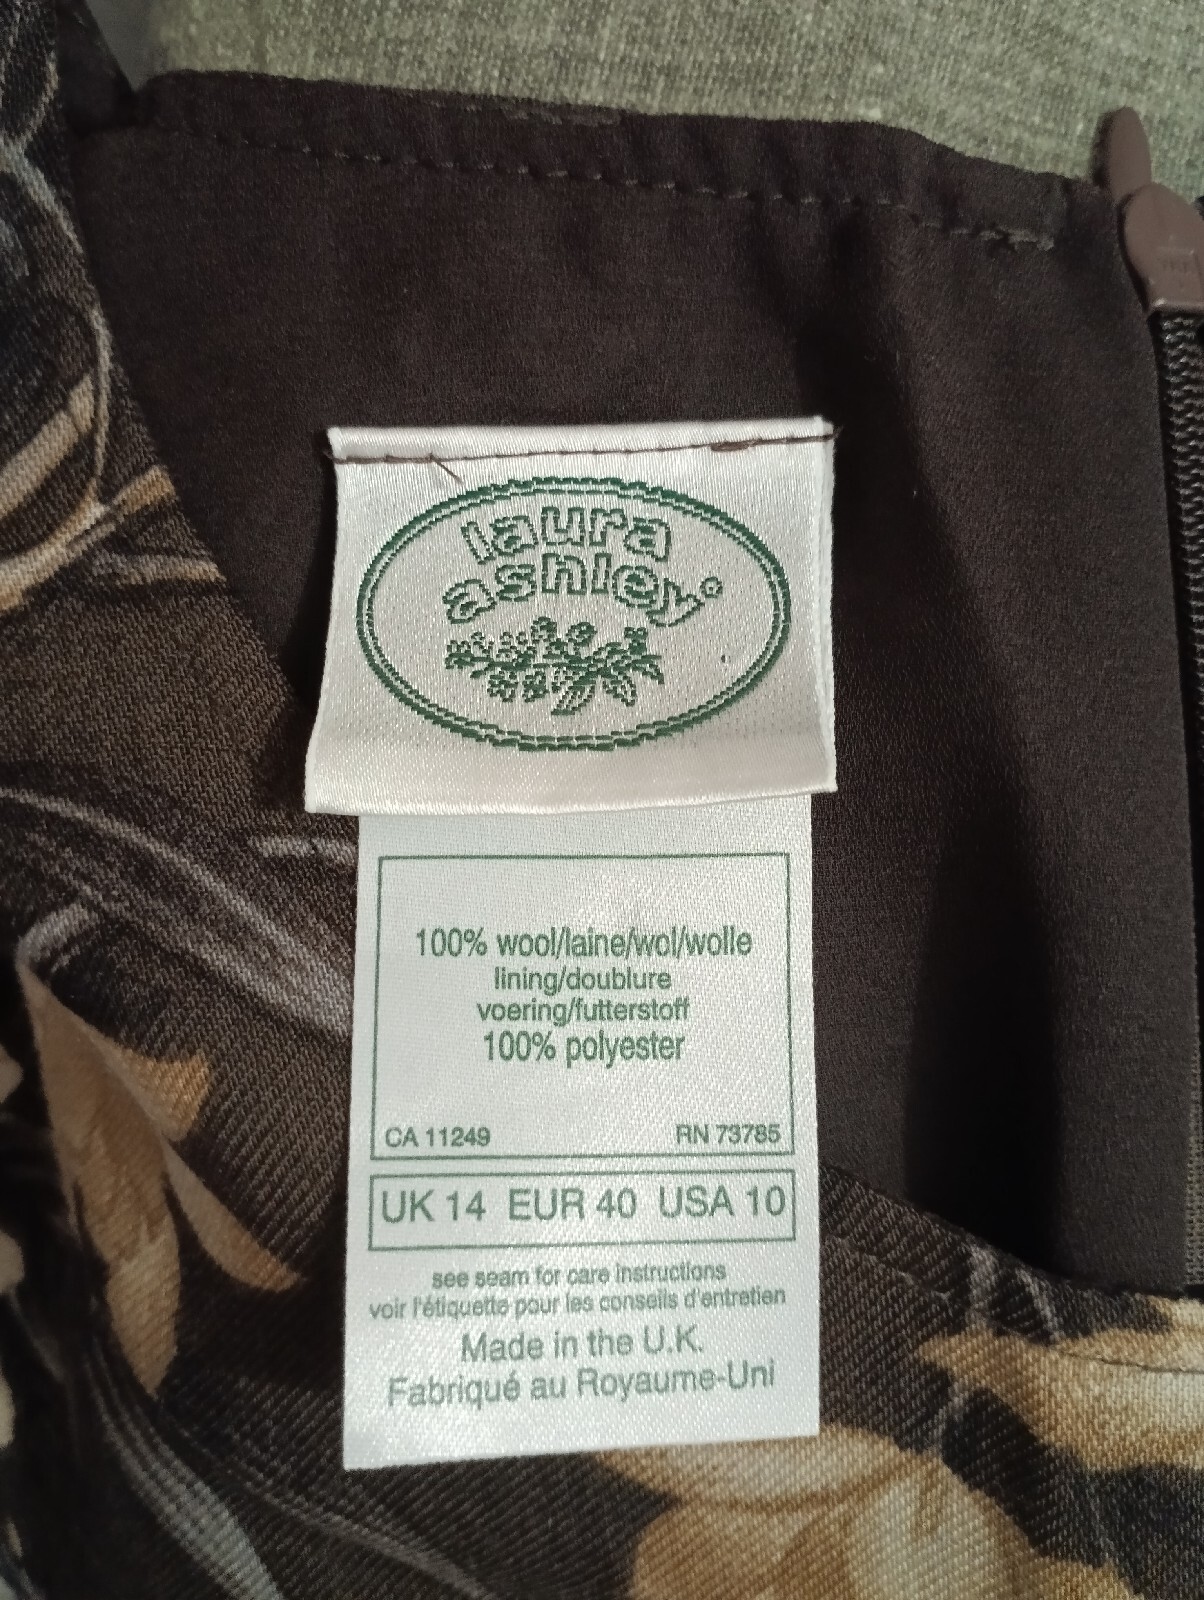 laura
ashley®
100% wool/laine/wol/wolle
lining/doublure
voering/futterstoff
100% polyester
CA 11249 RN 73785
UK 14 EUR 40 USA 10
see seam for care instructions
voir l'étiquette pour les conseils d'entretien
Made in the U.K.
Fabriqué au Royaume-Uni